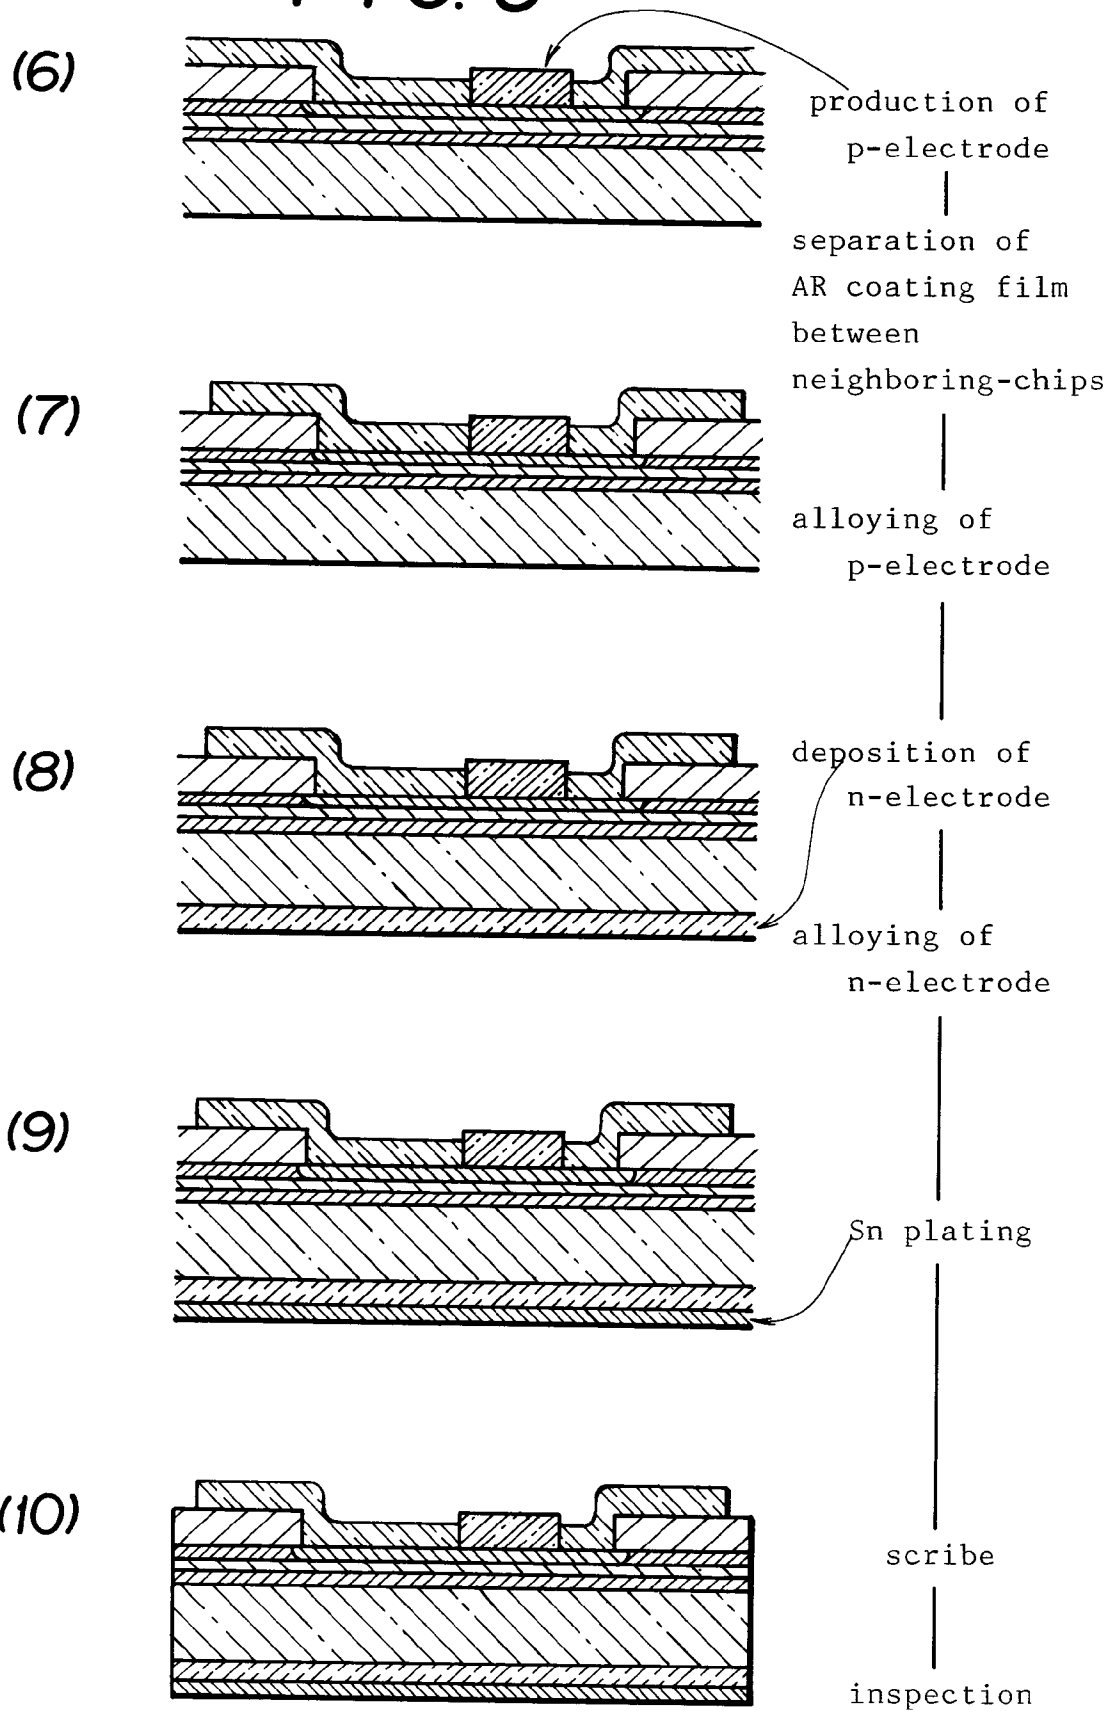 (6)
production of
p-electrode
separation of
AR coating film
between
neighboring-chips
(7)
alloying of
p-electrode
(8)
deposition of
n-electrode
alloying of
n-electrode
(9)
Sn plating
(10)
scribe
inspection